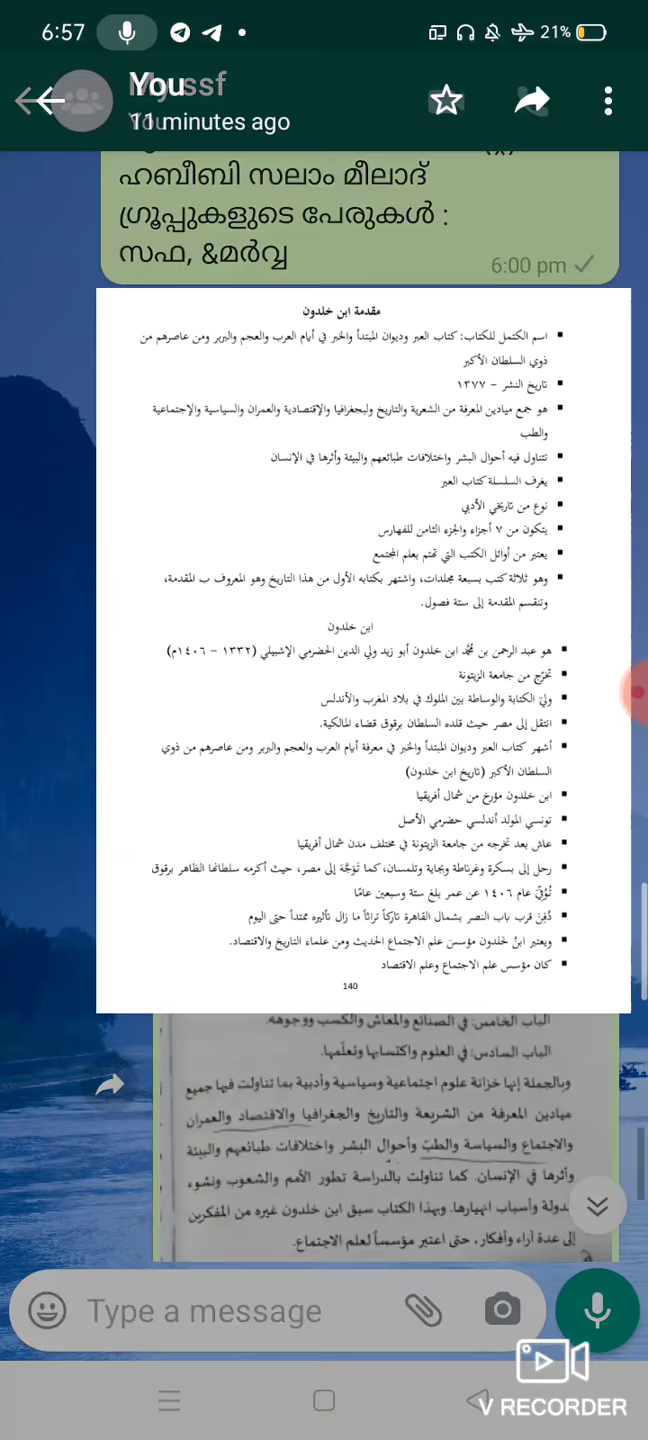 6:57
21%
You
11 minutes ago
ഹബീബി സലാം മീലാദ്
ഗ്രൂപ്പുകളുടെ പേരുകൾ :
സഫ, &മർവ്വ
6:00 pm
مقدمة ابن خلدون
▪ اسم الكتمل للكتاب: كتاب العبر وديوان المبتدأ والخبر في أيام العرب والعجم والبربر ومن عاصرهم من
ذوي السلطان الأكبر
▪ تاريخ النشر – ١٣٧٧
▪ هو جمع ميادين المعرفة من الشعرية والتاريخ ولبجغرافيا والإقتصادية والعمران والسياسية والإجتماعية
والطب
▪ تتناول فيه أحوال البشر واختلافات طبائعهم والبيئة وأثرها في الإنسان
▪ يغرف السلسلة كتاب العبر
▪ نوع من تاريخي الأدبي
▪ يتكون من ٧ أجزاء والجزء الثامن للفهارس
▪ يعتبر من أوائل الكتب التي تهتم بعلم المجتمع
▪ وهو ثلاثة كتب بسبعة مجلدات، واشتهر بكتابه الأول من هذا التاريخ وهو المعروف ب المقدمة،
وتنقسم المقدمة إلى ستة فصول.
ابن خلدون
▪ هو عبد الرحمن بن محمد ابن خلدون أبو زيد ولي الدين الحضرمي الإشبيلي (١٣٣٢ – ١٤٠٦م)
▪ تخرّج من جامعة الزيتونة
▪ وليَ الكتابة والوساطة بين الملوك في بلاد المغرب والأندلس
▪ انتقل إلى مصر حيث قلده السلطان برقوق قضاء المالكية.
▪ أشهر كتاب العبر وديوان المبتدأ والخبر في معرفة أيام العرب والعجم والبربر ومن عاصرهم من ذوي
السلطان الأكبر (تاريخ ابن خلدون)
▪ ابن خلدون مؤرخ من شمال أفريقيا
▪ تونسي المولد أندلسي حضرمي الأصل
▪ عاش بعد تخرجه من جامعة الزيتونة في مختلف مدن شمال أفريقيا
▪ رحل إلى بسكرة وغرناطة وبجاية وتلمسان، كما تَوَجَّهَ إلى مصر، حيث أكرمه سلطانها الظاهر برقوق
▪ تُوُفِّيَ عام ١٤٠٦ عن عمر بلغ ستة وسبعين عامًا
▪ دُفِنَ قرب باب النصر بشمال القاهرة تاركاً تراثاً ما زال تأثيره ممتداً حتى اليوم
▪ ويعتبر ابنُ خَلدون مؤسسَ علم الاجتماع الحديث ومن علماء التاريخ والاقتصاد.
▪ كان مؤسس علم الاجتماع وعلم الاقتصاد
140
الباب الخامس: في الصنائع والمعاش والكسب ووجوهه.
الباب السادس: في العلوم واكتسابها وتعلّمها.
وبالجملة إنها خزانة علوم اجتماعية وسياسية وأدبية بما تناولت فيها جميع
ميادين المعرفة من الشريعة والتاريخ والجغرافيا والاقتصاد والعمران
والاجتماع والسياسة والطبّ وأحوال البشر واختلافات طبائعهم والبيئة
وأثرها في الإنسان. كما تناولت بالدراسة تطور الأمم والشعوب ونشوء
لدولة وأسباب انهيارها. وبهذا الكتاب سبق ابن خلدون غيره من المفكرين
إلى عدة آراء وأفكار، حتى اعتبر مؤسساً لعلم الاجتماع.
Type a message
V RECORDER